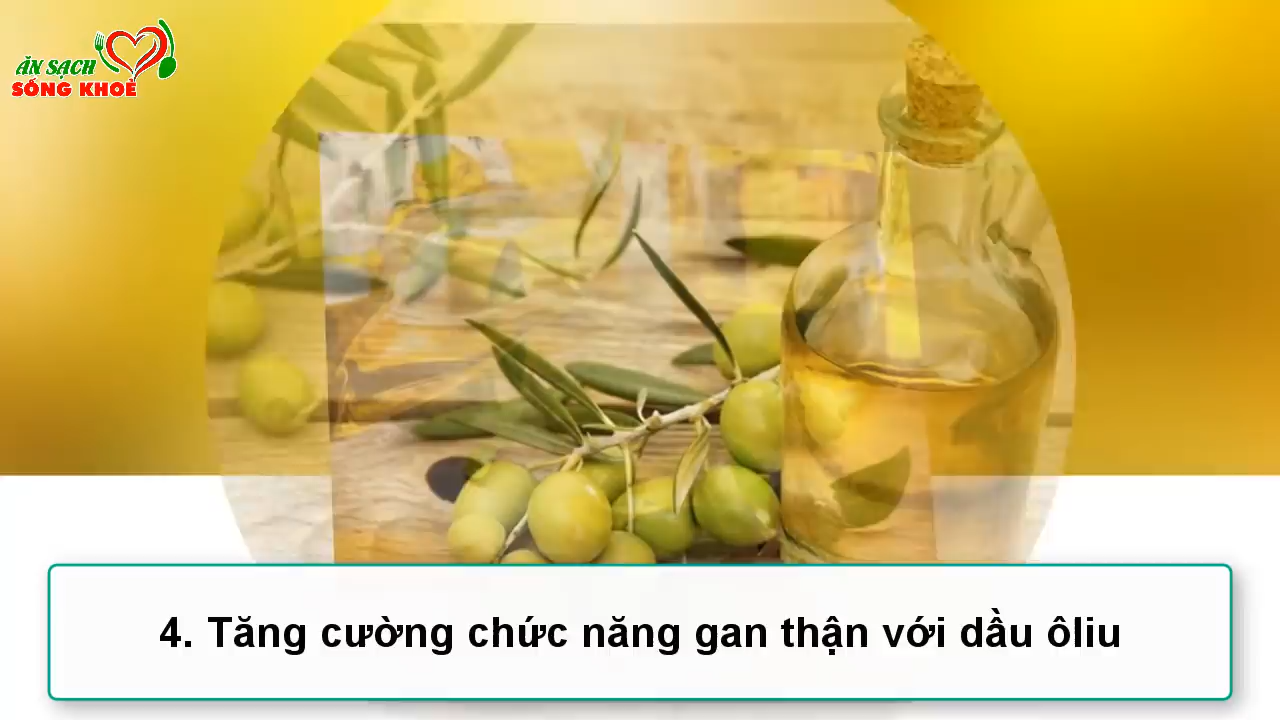 ĂN SẠCH
SỐNG KHOẺ
4. Tăng cường chức năng gan thận với dầu ôliu